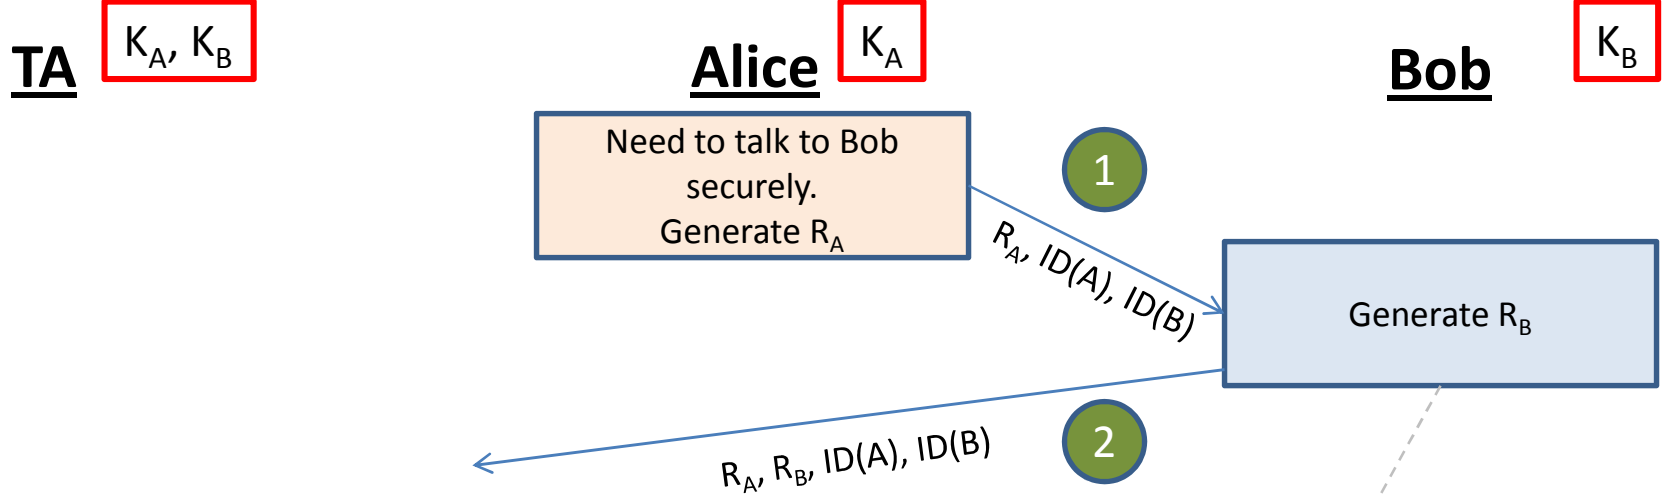 TA
K_A, K_B
Alice
K_A
Bob
K_B
Need to talk to Bob
securely.
Generate R_A
1
R_A, ID(A), ID(B)
Generate R_B
2
R_A, R_B, ID(A), ID(B)